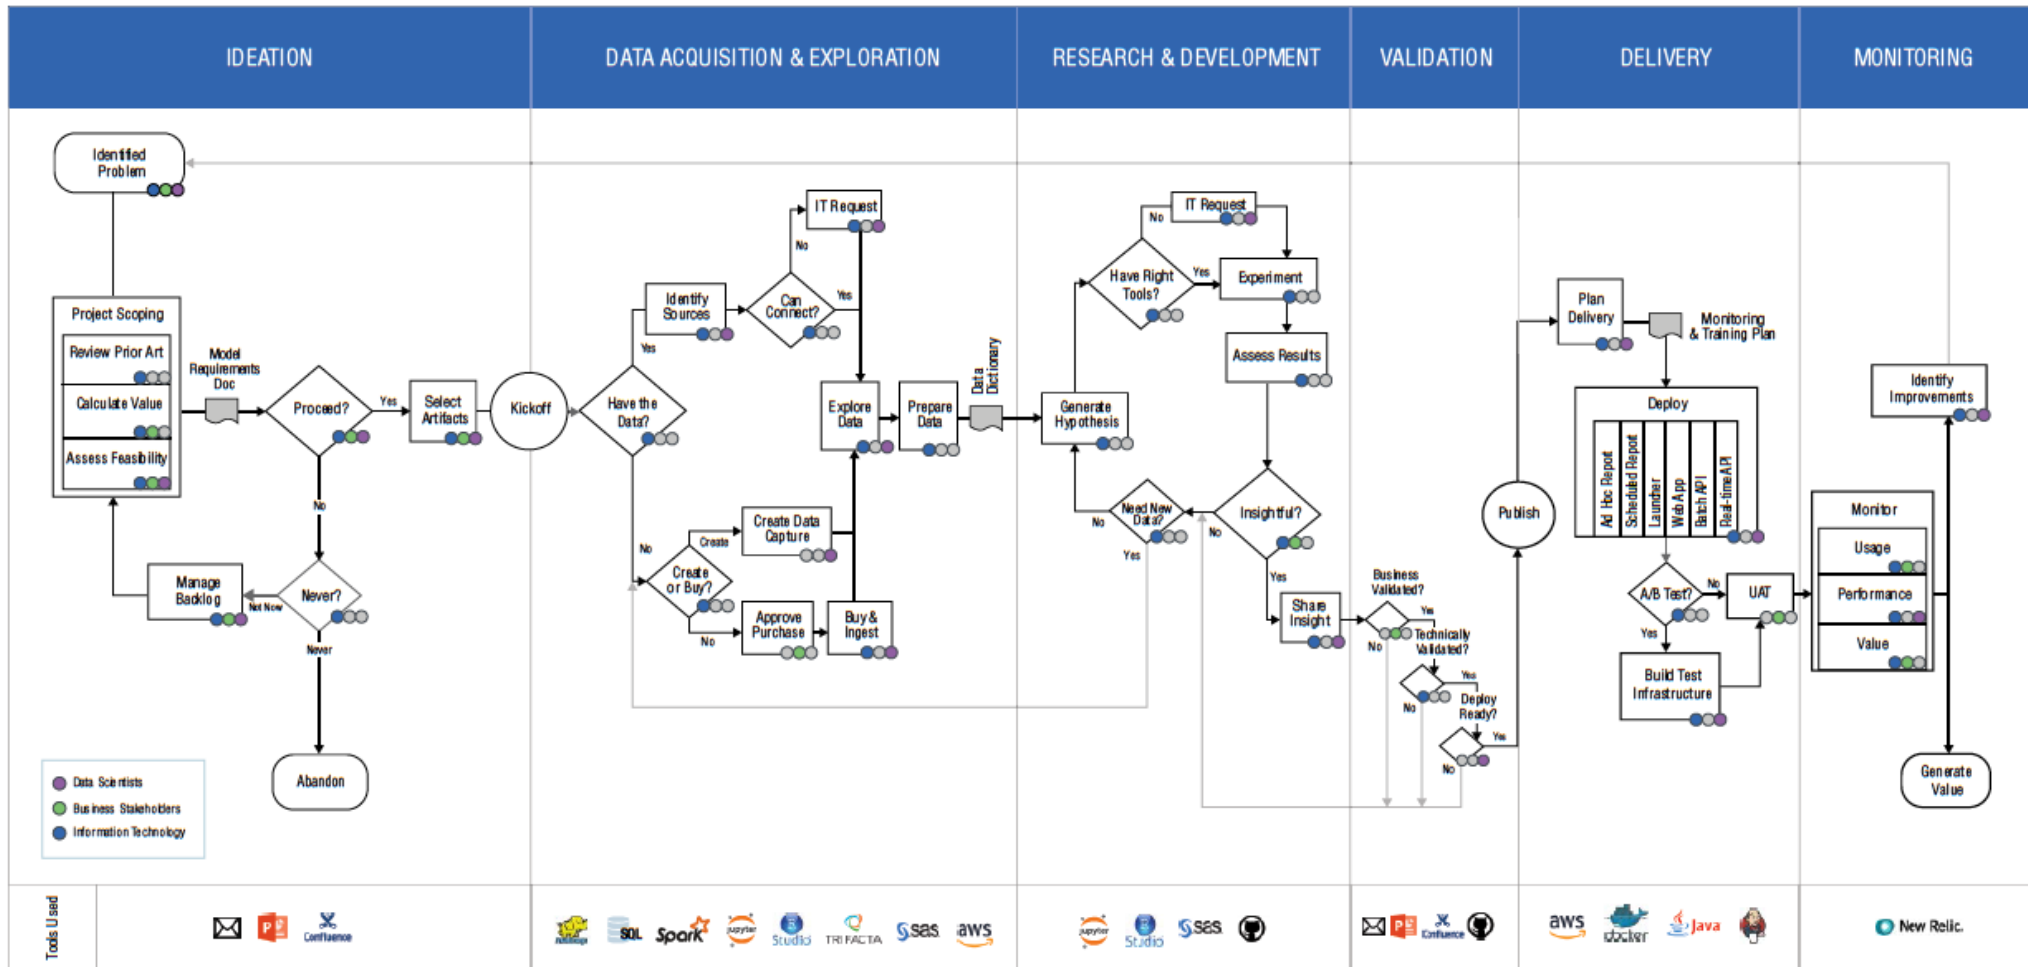 IDEATION
DATA ACQUISITION & EXPLORATION
RESEARCH & DEVELOPMENT
VALIDATION
DELIVERY
MONITORING
Identified
Problem
Project Scoping
Review Prior Art
Calculate Value
Assess Feasibility
Model
Requirements
Doc
Proceed?
Yes
No
Select
Artifacts
Manage
Backlog
Not Now
Never?
Never
Abandon
Data Scientists
Business Stakeholders
Information Technology
Kickoff
Have the
Data?
Yes
No
Identify
Sources
Can
Connect?
No
Yes
IT Request
Explore
Data
Prepare
Data
Data
Dictionary
Create
or Buy?
Create
No
Create Data
Capture
Approve
Purchase
Buy &
Ingest
Generate
Hypothesis
Have Right
Tools?
No
Yes
IT Request
Experiment
Assess Results
Insightful?
No
Yes
Need New
Data?
No
Yes
Share
Insight
Business
Validated?
Yes
No
Technically
Validated?
Yes
No
Deploy
Ready?
Yes
No
Publish
Plan
Delivery
Monitoring
& Training Plan
Deploy
Ad Hoc Report
Scheduled Report
Launcher
Web App
Batch API
Real-time API
A/B Test?
No
Yes
UAT
Build Test
Infrastructure
Monitor
Usage
Performance
Value
Identify
Improvements
Generate
Value
Tools Used
P
Confluence
SQL
Spark
jupyter
R
Studio
TRIFACTA
sas
aws
jupyter
R
Studio
sas
P
Confluence
aws
docker
Java
New Relic.